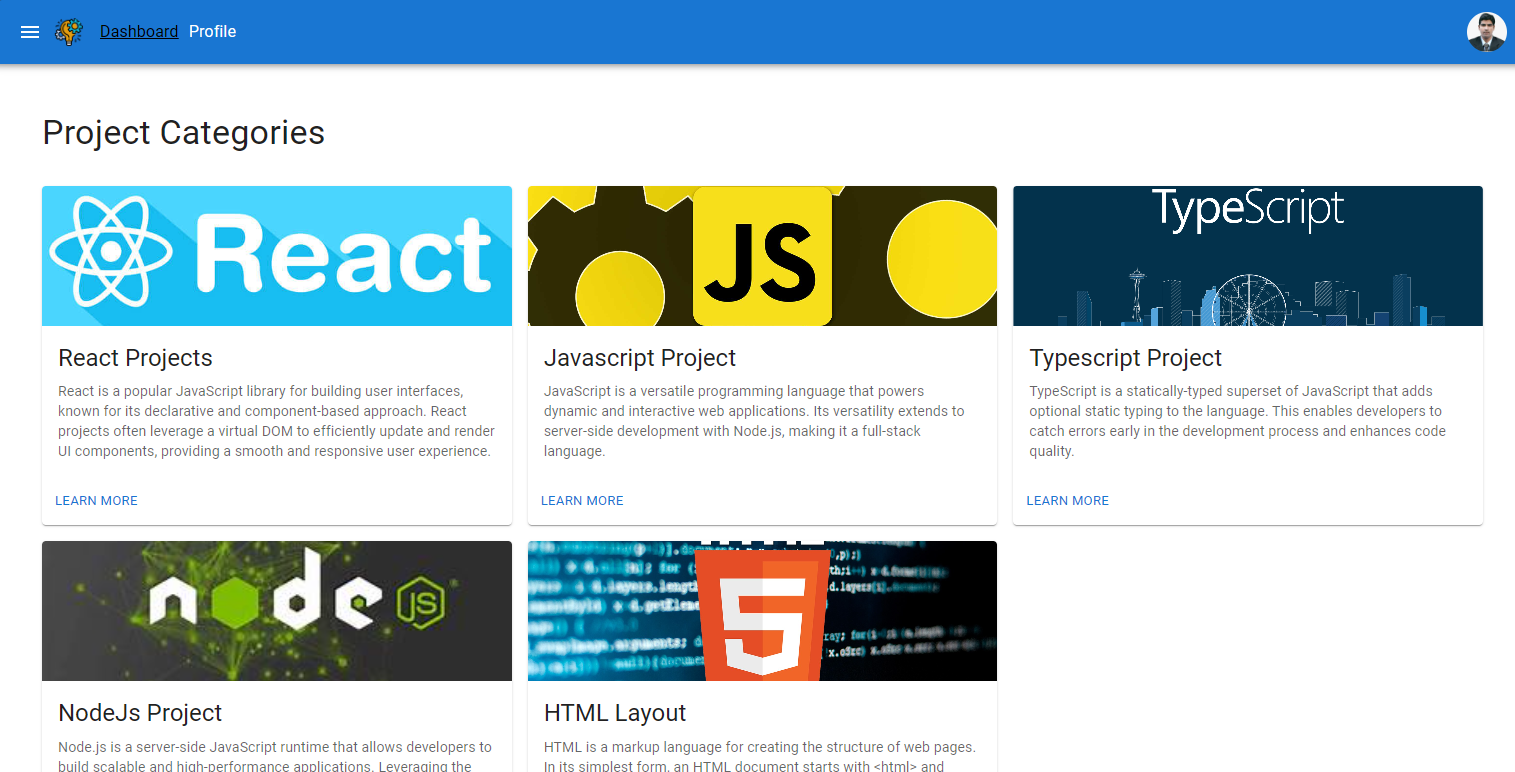 Dashboard Profile
Project Categories
React
JS
TypeScript
React Projects
React is a popular JavaScript library for building user interfaces,
known for its declarative and component-based approach. React
projects often leverage a virtual DOM to efficiently update and render
UI components, providing a smooth and responsive user experience.
LEARN MORE
Javascript Project
JavaScript is a versatile programming language that powers
dynamic and interactive web applications. Its versatility extends to
server-side development with Node.js, making it a full-stack
language.
LEARN MORE
Typescript Project
TypeScript is a statically-typed superset of JavaScript that adds
optional static typing to the language. This enables developers to
catch errors early in the development process and enhances code
quality.
LEARN MORE
node JS
5
NodeJs Project
Node.js is a server-side JavaScript runtime that allows developers to
build scalable and high-performance applications. Leveraging the
HTML Layout
HTML is a markup language for creating the structure of web pages.
In its simplest form, an HTML document starts with <html> and